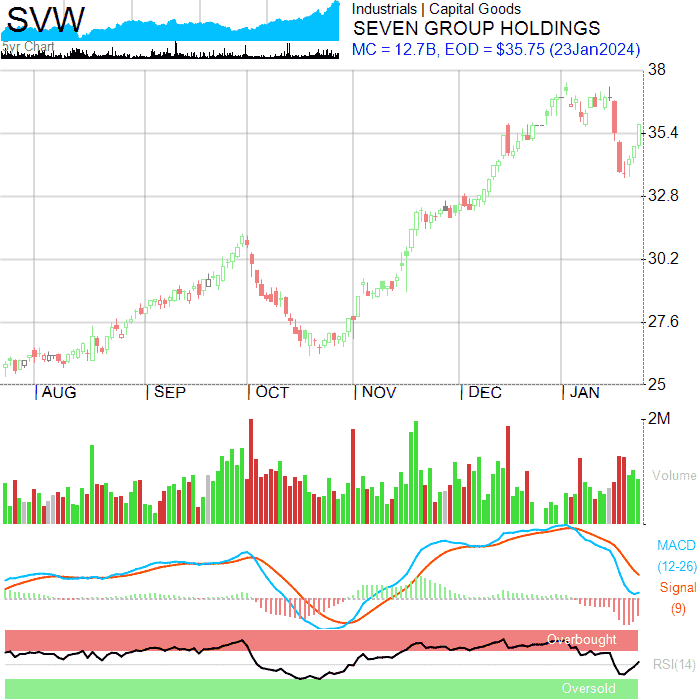 SVW
5yr Chart
Industrials | Capital Goods
SEVEN GROUP HOLDINGS
MC = 12.7B, EOD = $35.75 (23Jan2024)
38
35.4
32.8
30.2
27.6
25
AUG SEP OCT NOV DEC JAN
2M
Volume
MACD
(12-26)
Signal
(9)
Overbought
RSI(14)
Oversold